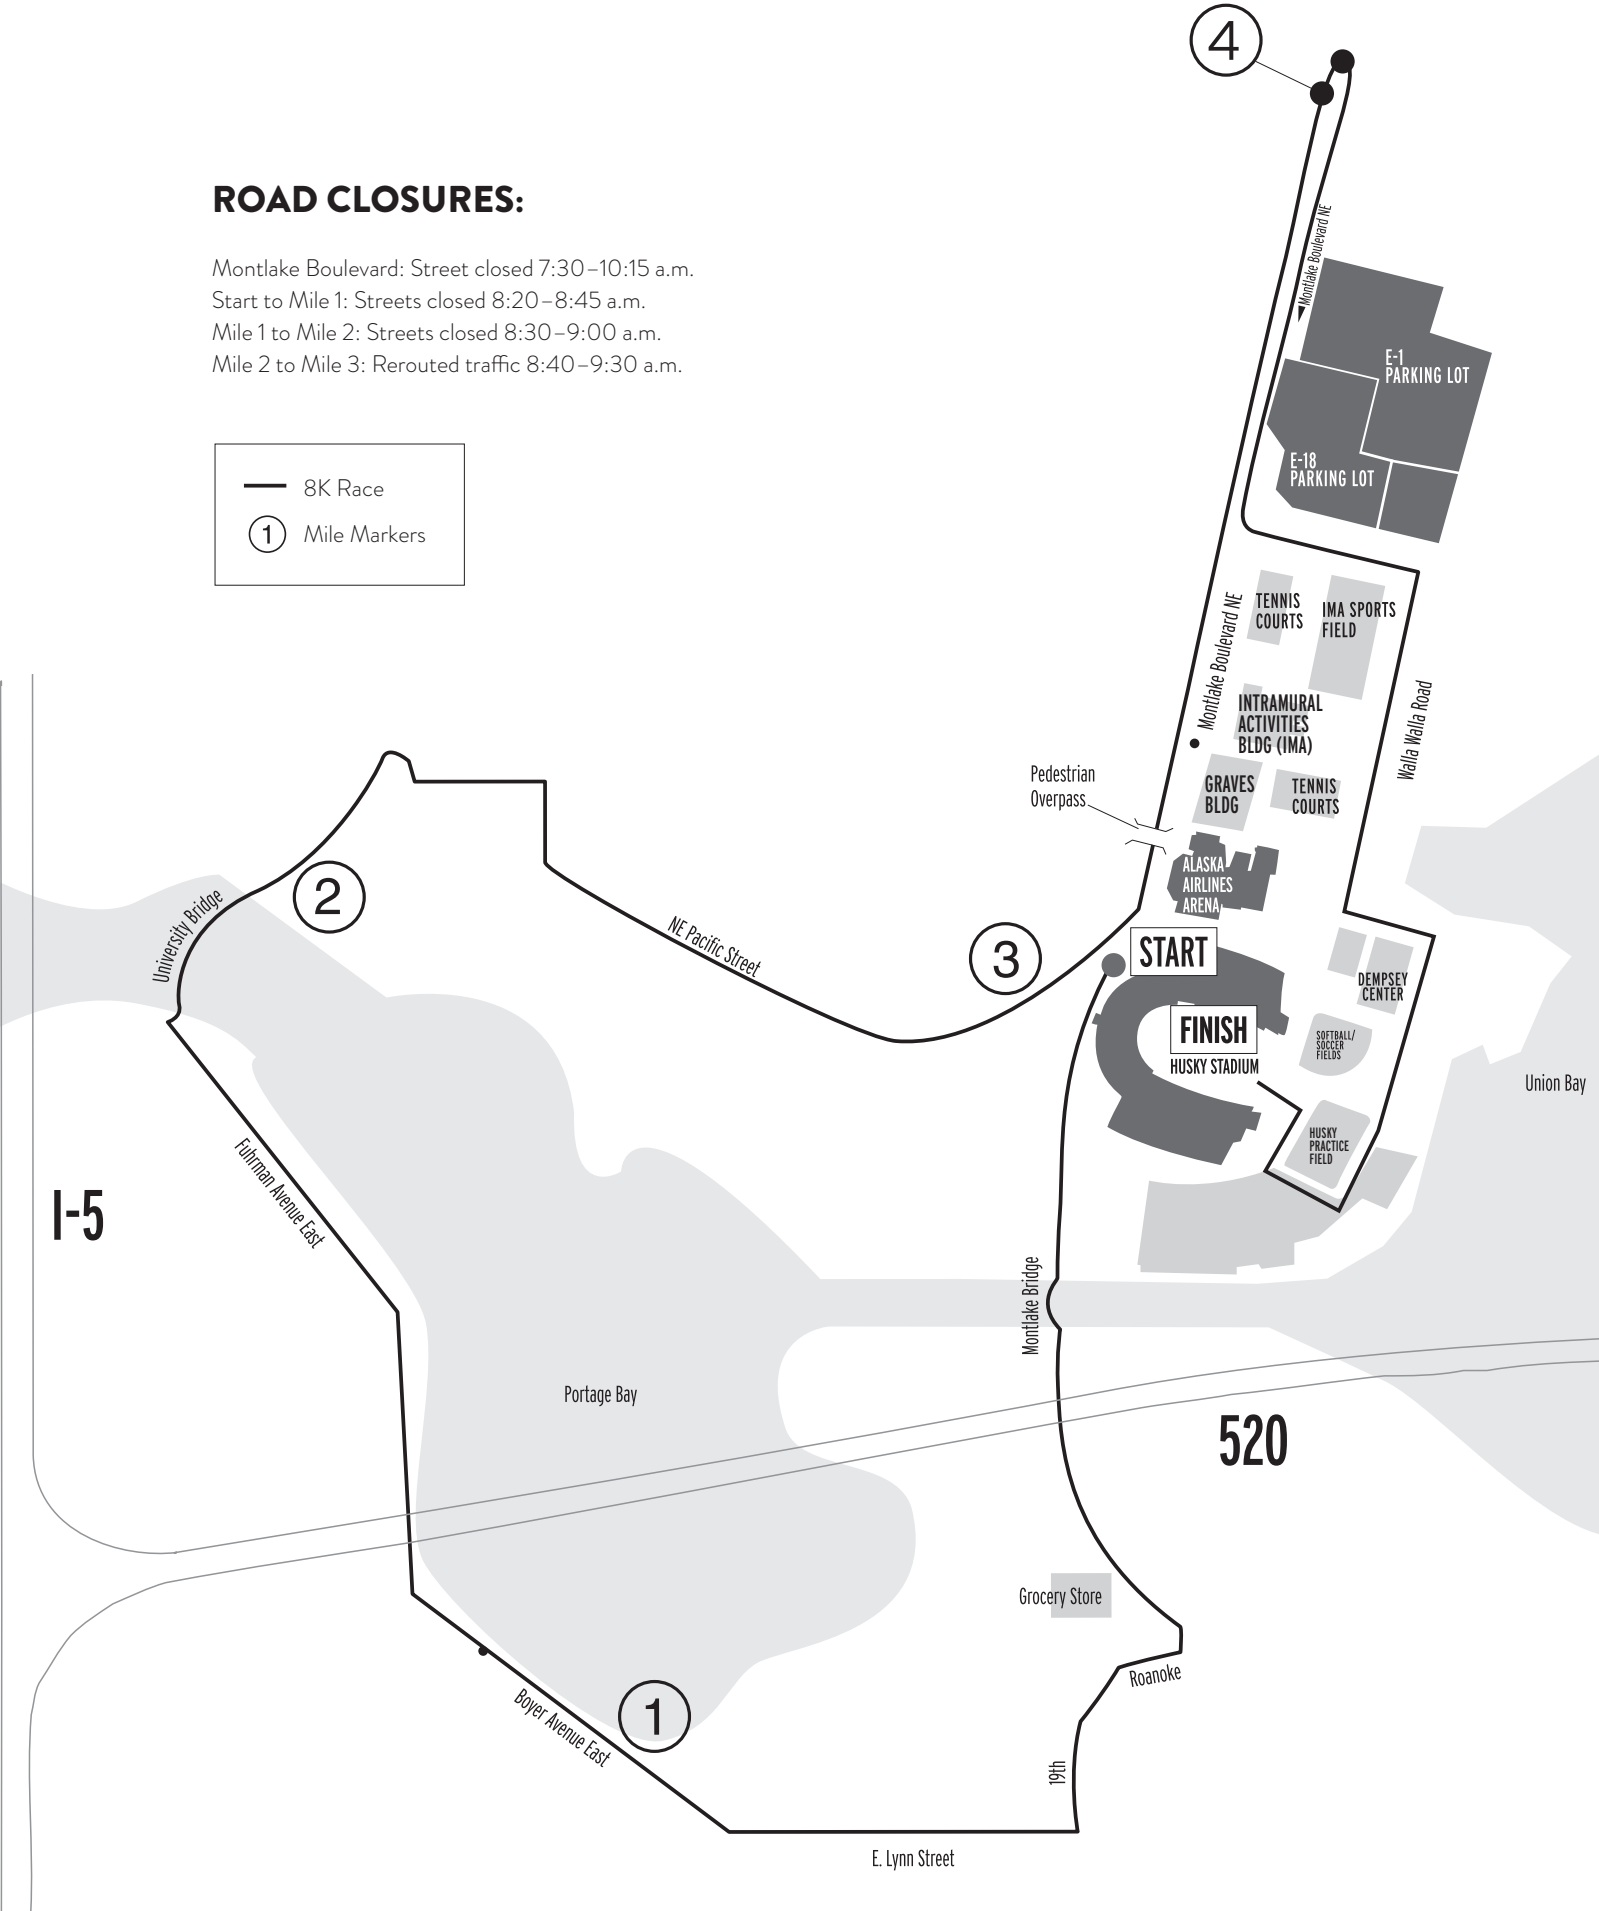 4
ROAD CLOSURES:
Montlake Boulevard: Street closed 7:30–10:15 a.m.
Start to Mile 1: Streets closed 8:20–8:45 a.m.
Mile 1 to Mile 2: Streets closed 8:30–9:00 a.m.
Mile 2 to Mile 3: Rerouted traffic 8:40–9:30 a.m.
8K Race
1
Mile Markers
Montlake Boulevard NE
E-1
PARKING LOT
E-18
PARKING LOT
TENNIS
COURTS
IMA SPORTS
FIELD
Montlake Boulevard NE
INTRAMURAL
ACTIVITIES
BLDG (IMA)
Walla Walla Road
Pedestrian
Overpass
GRAVES
BLDG
TENNIS
COURTS
ALASKA
AIRLINES
ARENA
2
University Bridge
NE Pacific Street
3
START
DEMPSEY
CENTER
FINISH
HUSKY STADIUM
SOFTBALL/
SOCCER
FIELDS
Union Bay
HUSKY
PRACTICE
FIELD
Fuhrman Avenue East
I-5
Montlake Bridge
Portage Bay
520
Grocery Store
Roanoke
1
Boyer Avenue East
19th
E. Lynn Street